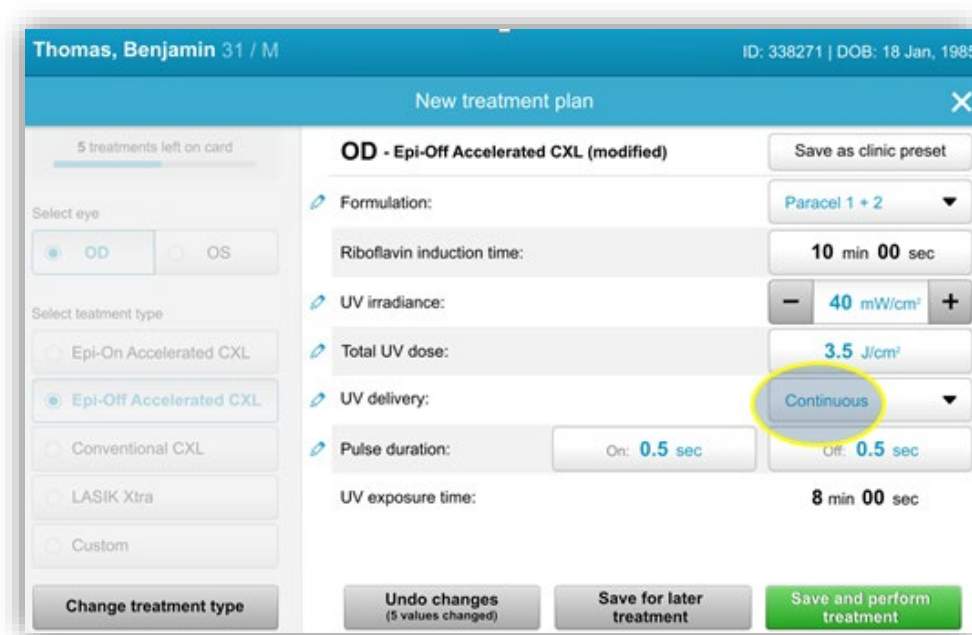 Thomas, Benjamin 31 / M
ID: 338271 | DOB: 18 Jan, 1985
New treatment plan
5 treatments left on card
Select eye
OD
OS
Select teatment type
Epi-On Accelerated CXL
Epi-Off Accelerated CXL
Conventional CXL
LASIK Xtra
Custom
Change treatment type
OD - Epi-Off Accelerated CXL (modified)
Save as clinic preset
Formulation: Paracel 1 + 2
Riboflavin induction time: 10 min 00 sec
UV irradiance: − 40 mW/cm² +
Total UV dose: 3.5 J/cm²
UV delivery: Continuous
Pulse duration: On: 0.5 sec Off: 0.5 sec
UV exposure time: 8 min 00 sec
Undo changes
(5 values changed)
Save for later
treatment
Save and perform
treatment